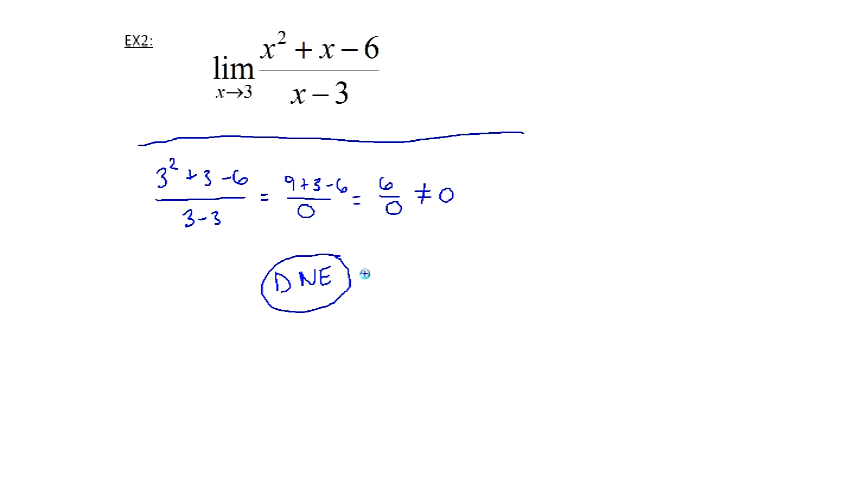 EX2:
lim x→3 (x² + x − 6)/(x − 3)
(3² + 3 − 6)/(3 − 3) = (9 + 3 − 6)/0 = 6/0 ≠ 0
DNE